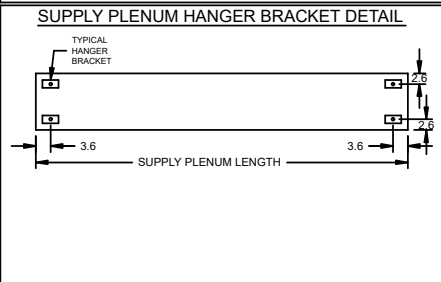 SUPPLY PLENUM HANGER BRACKET DETAIL
TYPICAL
HANGER
BRACKET
2.6
2.6
3.6
3.6
SUPPLY PLENUM LENGTH